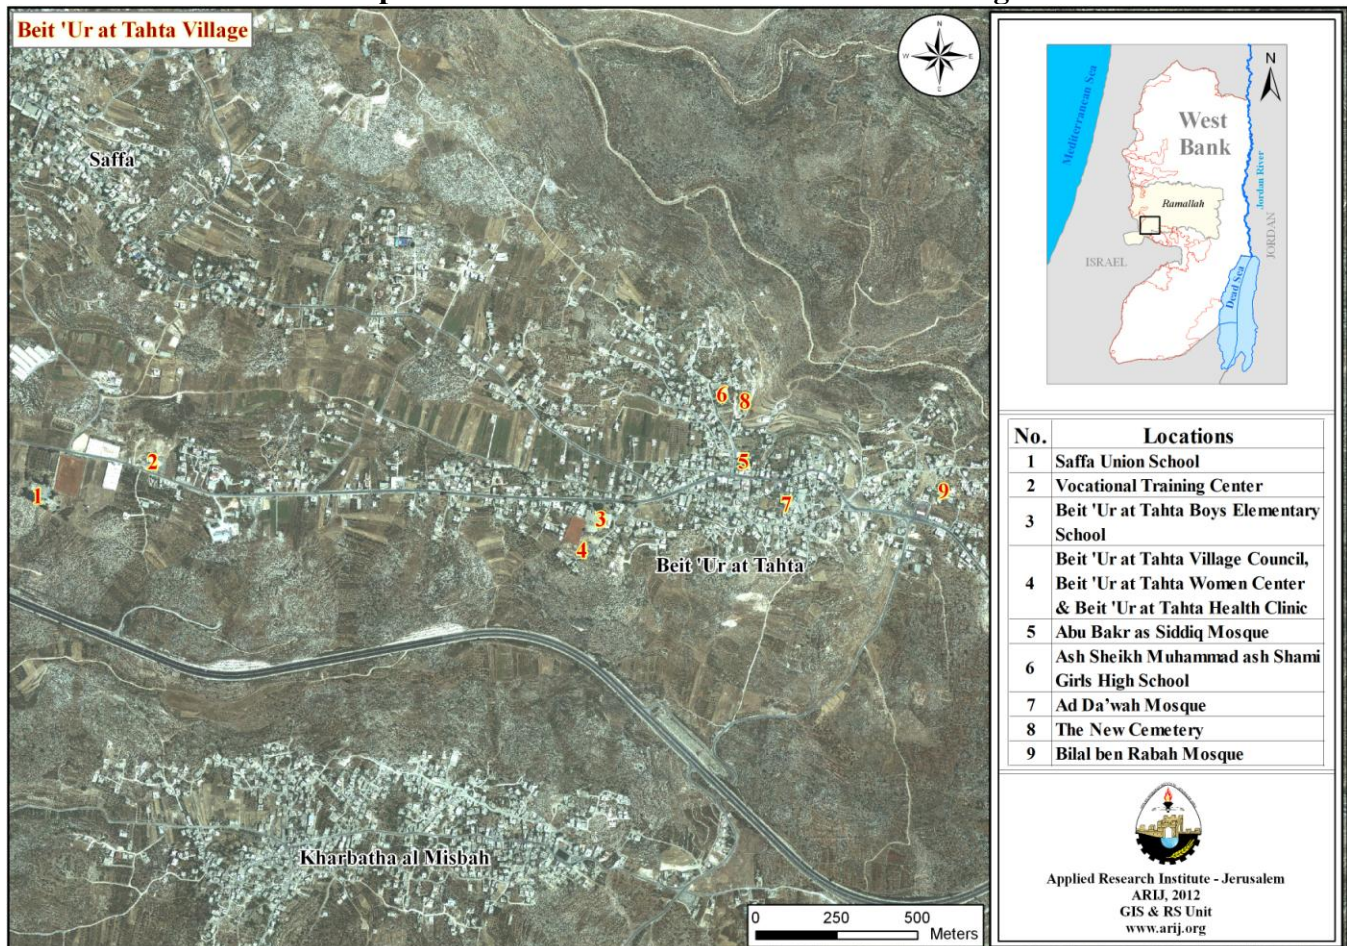 Beit 'Ur at Tahta Village
N
W E
S
Saffa
6
8
2
5
1
9
7
3
4
Beit 'Ur at Tahta
Kharbatha al Misbah
0 250 500
Meters
N
Mediterranean Sea
West
Bank
Jordan River
Ramallah
JORDAN
ISRAEL
Dead Sea
No. Locations
1 Saffa Union School
2 Vocational Training Center
3 Beit 'Ur at Tahta Boys Elementary
School
4 Beit 'Ur at Tahta Village Council,
Beit 'Ur at Tahta Women Center
& Beit 'Ur at Tahta Health Clinic
5 Abu Bakr as Siddiq Mosque
6 Ash Sheikh Muhammad ash Shami
Girls High School
7 Ad Da’wah Mosque
8 The New Cemetery
9 Bilal ben Rabah Mosque
Applied Research Institute - Jerusalem
ARIJ, 2012
GIS & RS Unit
www.arij.org